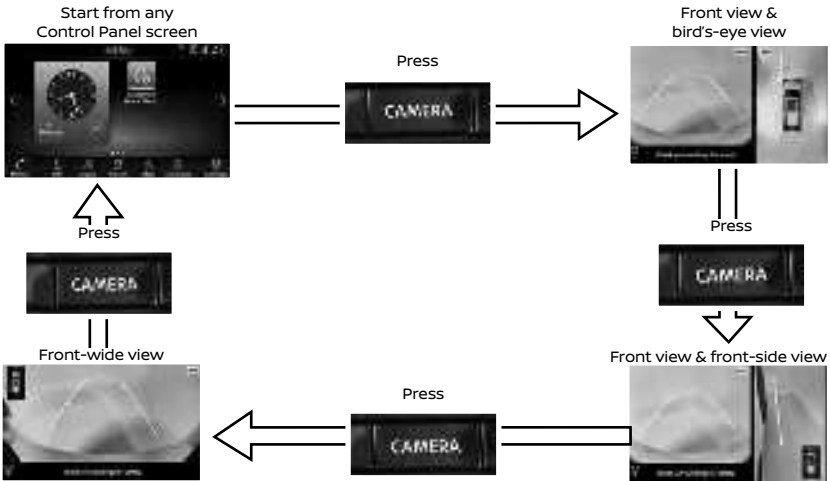 Start from any
Control Panel screen
Press
CAMERA
Front view &
bird's-eye view
Press
CAMERA
Front view & front-side view
Press
CAMERA
Front-wide view
Press
CAMERA